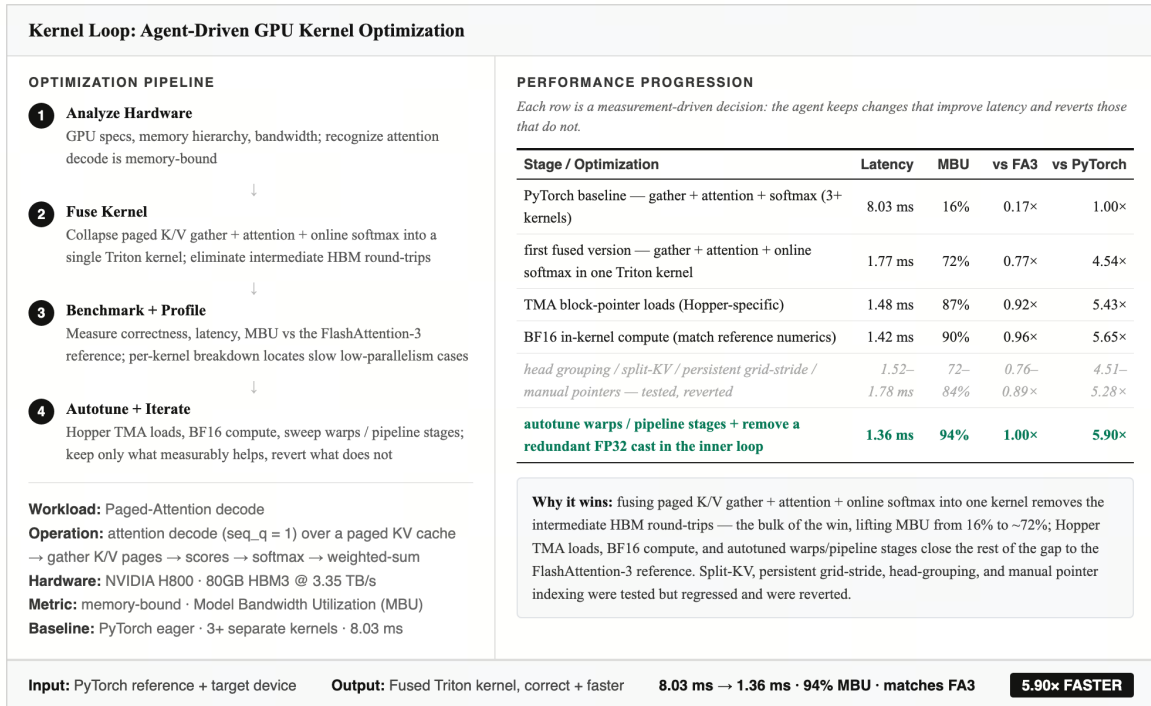 Kernel Loop: Agent-Driven GPU Kernel Optimization
OPTIMIZATION PIPELINE
1 Analyze Hardware
GPU specs, memory hierarchy, bandwidth; recognize attention
decode is memory-bound
↓
2 Fuse Kernel
Collapse paged K/V gather + attention + online softmax into a
single Triton kernel; eliminate intermediate HBM round-trips
↓
3 Benchmark + Profile
Measure correctness, latency, MBU vs the FlashAttention-3
reference; per-kernel breakdown locates slow low-parallelism cases
↓
4 Autotune + Iterate
Hopper TMA loads, BF16 compute, sweep warps / pipeline stages;
keep only what measurably helps, revert what does not
Workload: Paged-Attention decode
Operation: attention decode (seq_q = 1) over a paged KV cache
→ gather K/V pages → scores → softmax → weighted-sum
Hardware: NVIDIA H800 · 80GB HBM3 @ 3.35 TB/s
Metric: memory-bound · Model Bandwidth Utilization (MBU)
Baseline: PyTorch eager · 3+ separate kernels · 8.03 ms
PERFORMANCE PROGRESSION
Each row is a measurement-driven decision: the agent keeps changes that improve latency and reverts those
that do not.
Stage / Optimization Latency MBU vs FA3 vs PyTorch
PyTorch baseline — gather + attention + softmax (3+
kernels) 8.03 ms 16% 0.17× 1.00×
first fused version — gather + attention + online
softmax in one Triton kernel 1.77 ms 72% 0.77× 4.54×
TMA block-pointer loads (Hopper-specific) 1.48 ms 87% 0.92× 5.43×
BF16 in-kernel compute (match reference numerics) 1.42 ms 90% 0.96× 5.65×
head grouping / split-KV / persistent grid-stride / 1.52– 72– 0.76– 4.51–
manual pointers — tested, reverted 1.78 ms 84% 0.89× 5.28×
autotune warps / pipeline stages + remove a
redundant FP32 cast in the inner loop 1.36 ms 94% 1.00× 5.90×
Why it wins: fusing paged K/V gather + attention + online softmax into one kernel removes the
intermediate HBM round-trips — the bulk of the win, lifting MBU from 16% to ~72%; Hopper
TMA loads, BF16 compute, and autotuned warps/pipeline stages close the rest of the gap to the
FlashAttention-3 reference. Split-KV, persistent grid-stride, head-grouping, and manual pointer
indexing were tested but regressed and were reverted.
Input: PyTorch reference + target device Output: Fused Triton kernel, correct + faster 8.03 ms → 1.36 ms · 94% MBU · matches FA3 5.90× FASTER